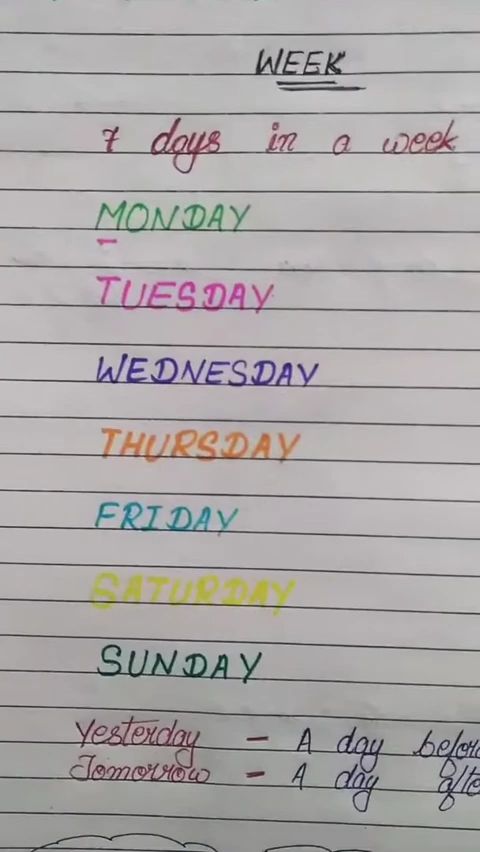 WEEK
7 days in a week
MONDAY
TUESDAY
WEDNESDAY
THURSDAY
FRIDAY
SATURDAY
SUNDAY
Yesterday - A day
Tomorrow - A day